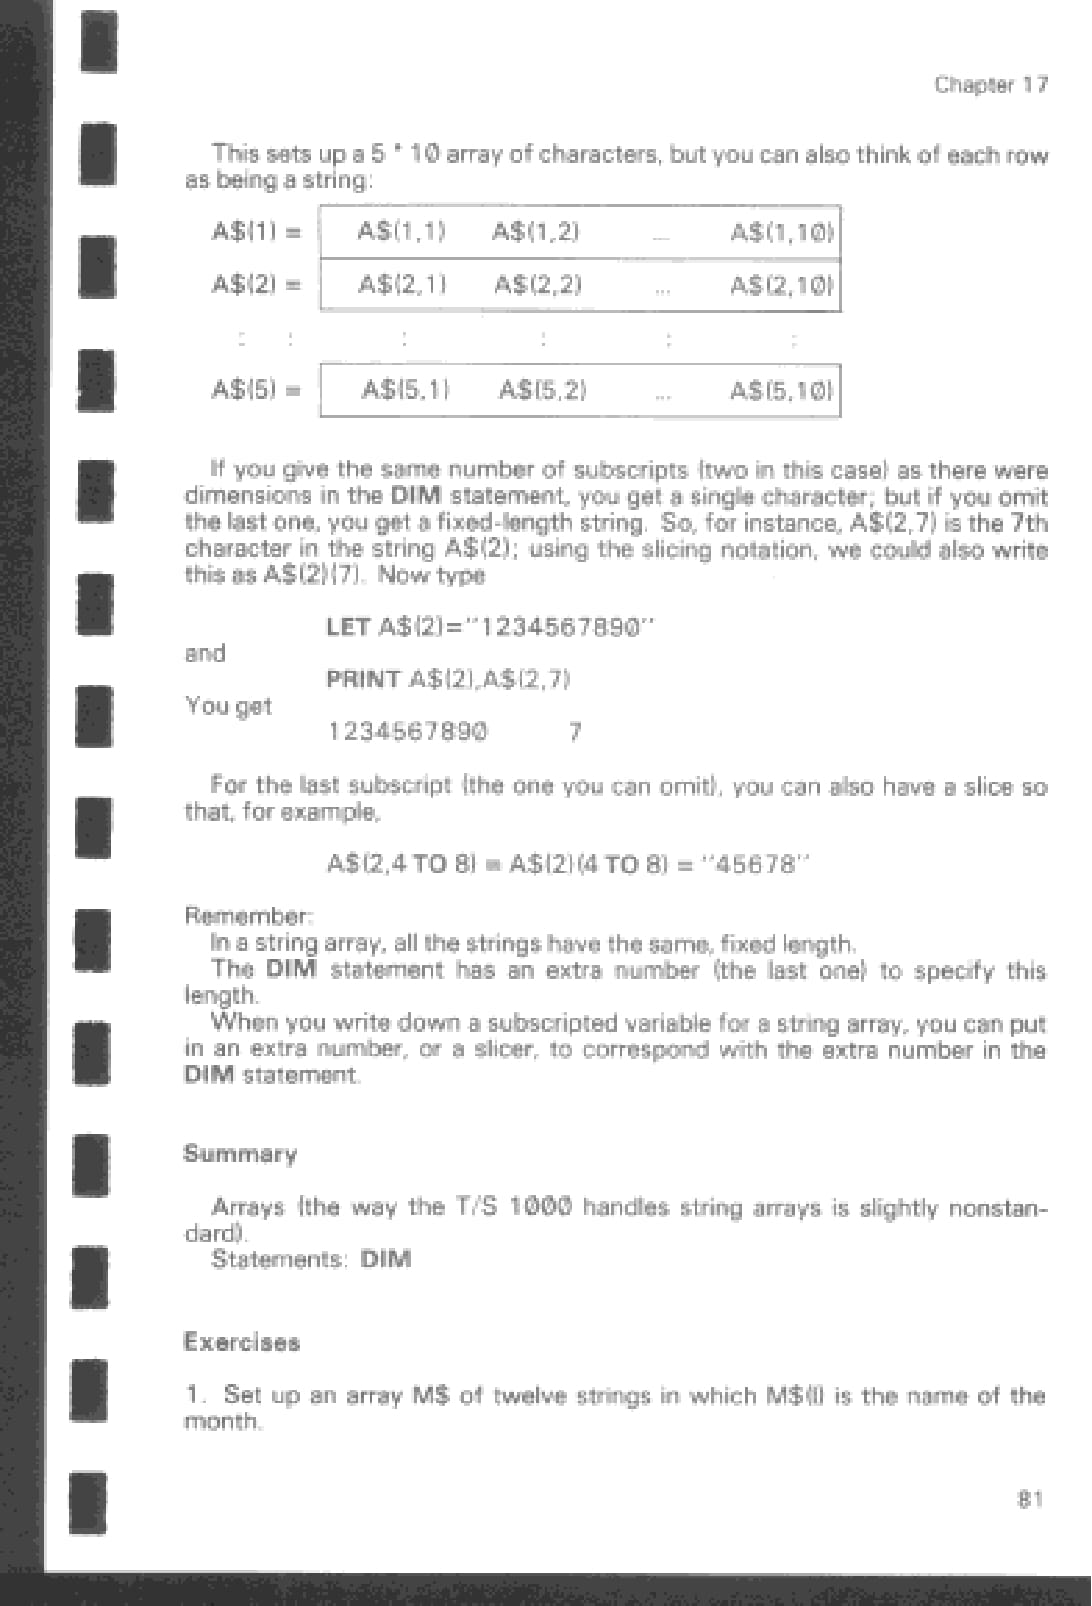 Chapter 17
This sets up a 5 * 10 array of characters, but you can also think of each row
as being a string:
A$(1) = A$(1,1) A$(1,2) ... A$(1,10)
A$(2) = A$(2,1) A$(2,2) ... A$(2,10)
: : : : : :
A$(5) = A$(5,1) A$(5,2) ... A$(5,10)
If you give the same number of subscripts (two in this case) as there were
dimensions in the DIM statement, you get a single character; but if you omit
the last one, you get a fixed-length string. So, for instance, A$(2,7) is the 7th
character in the string A$(2); using the slicing notation, we could also write
this as A$(2)(7). Now type
LET A$(2)="1234567890"
and
PRINT A$(2),A$(2,7)
You get
1234567890 7
For the last subscript (the one you can omit), you can also have a slice so
that, for example,
A$(2,4 TO 8) = A$(2)(4 TO 8) = "45678"
Remember:
In a string array, all the strings have the same, fixed length.
The DIM statement has an extra number (the last one) to specify this
length.
When you write down a subscripted variable for a string array, you can put
in an extra number, or a slicer, to correspond with the extra number in the
DIM statement.
Summary
Arrays (the way the T/S 1000 handles string arrays is slightly nonstan-
dard).
Statements: DIM
Exercises
1. Set up an array M$ of twelve strings in which M$(I) is the name of the
month.
81